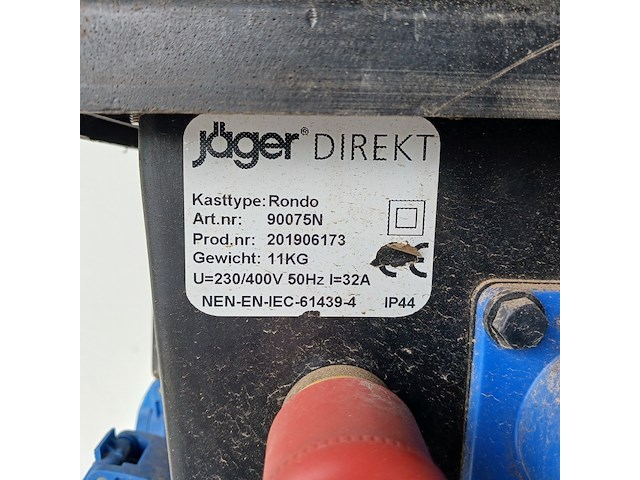 jäger® DIREKT
Kasttype: Rondo
Art.nr: 90075N
Prod.nr: 201906173
Gewicht: 11KG
U=230/400V 50Hz I=32A
NEN-EN-IEC-61439-4 IP44
CE